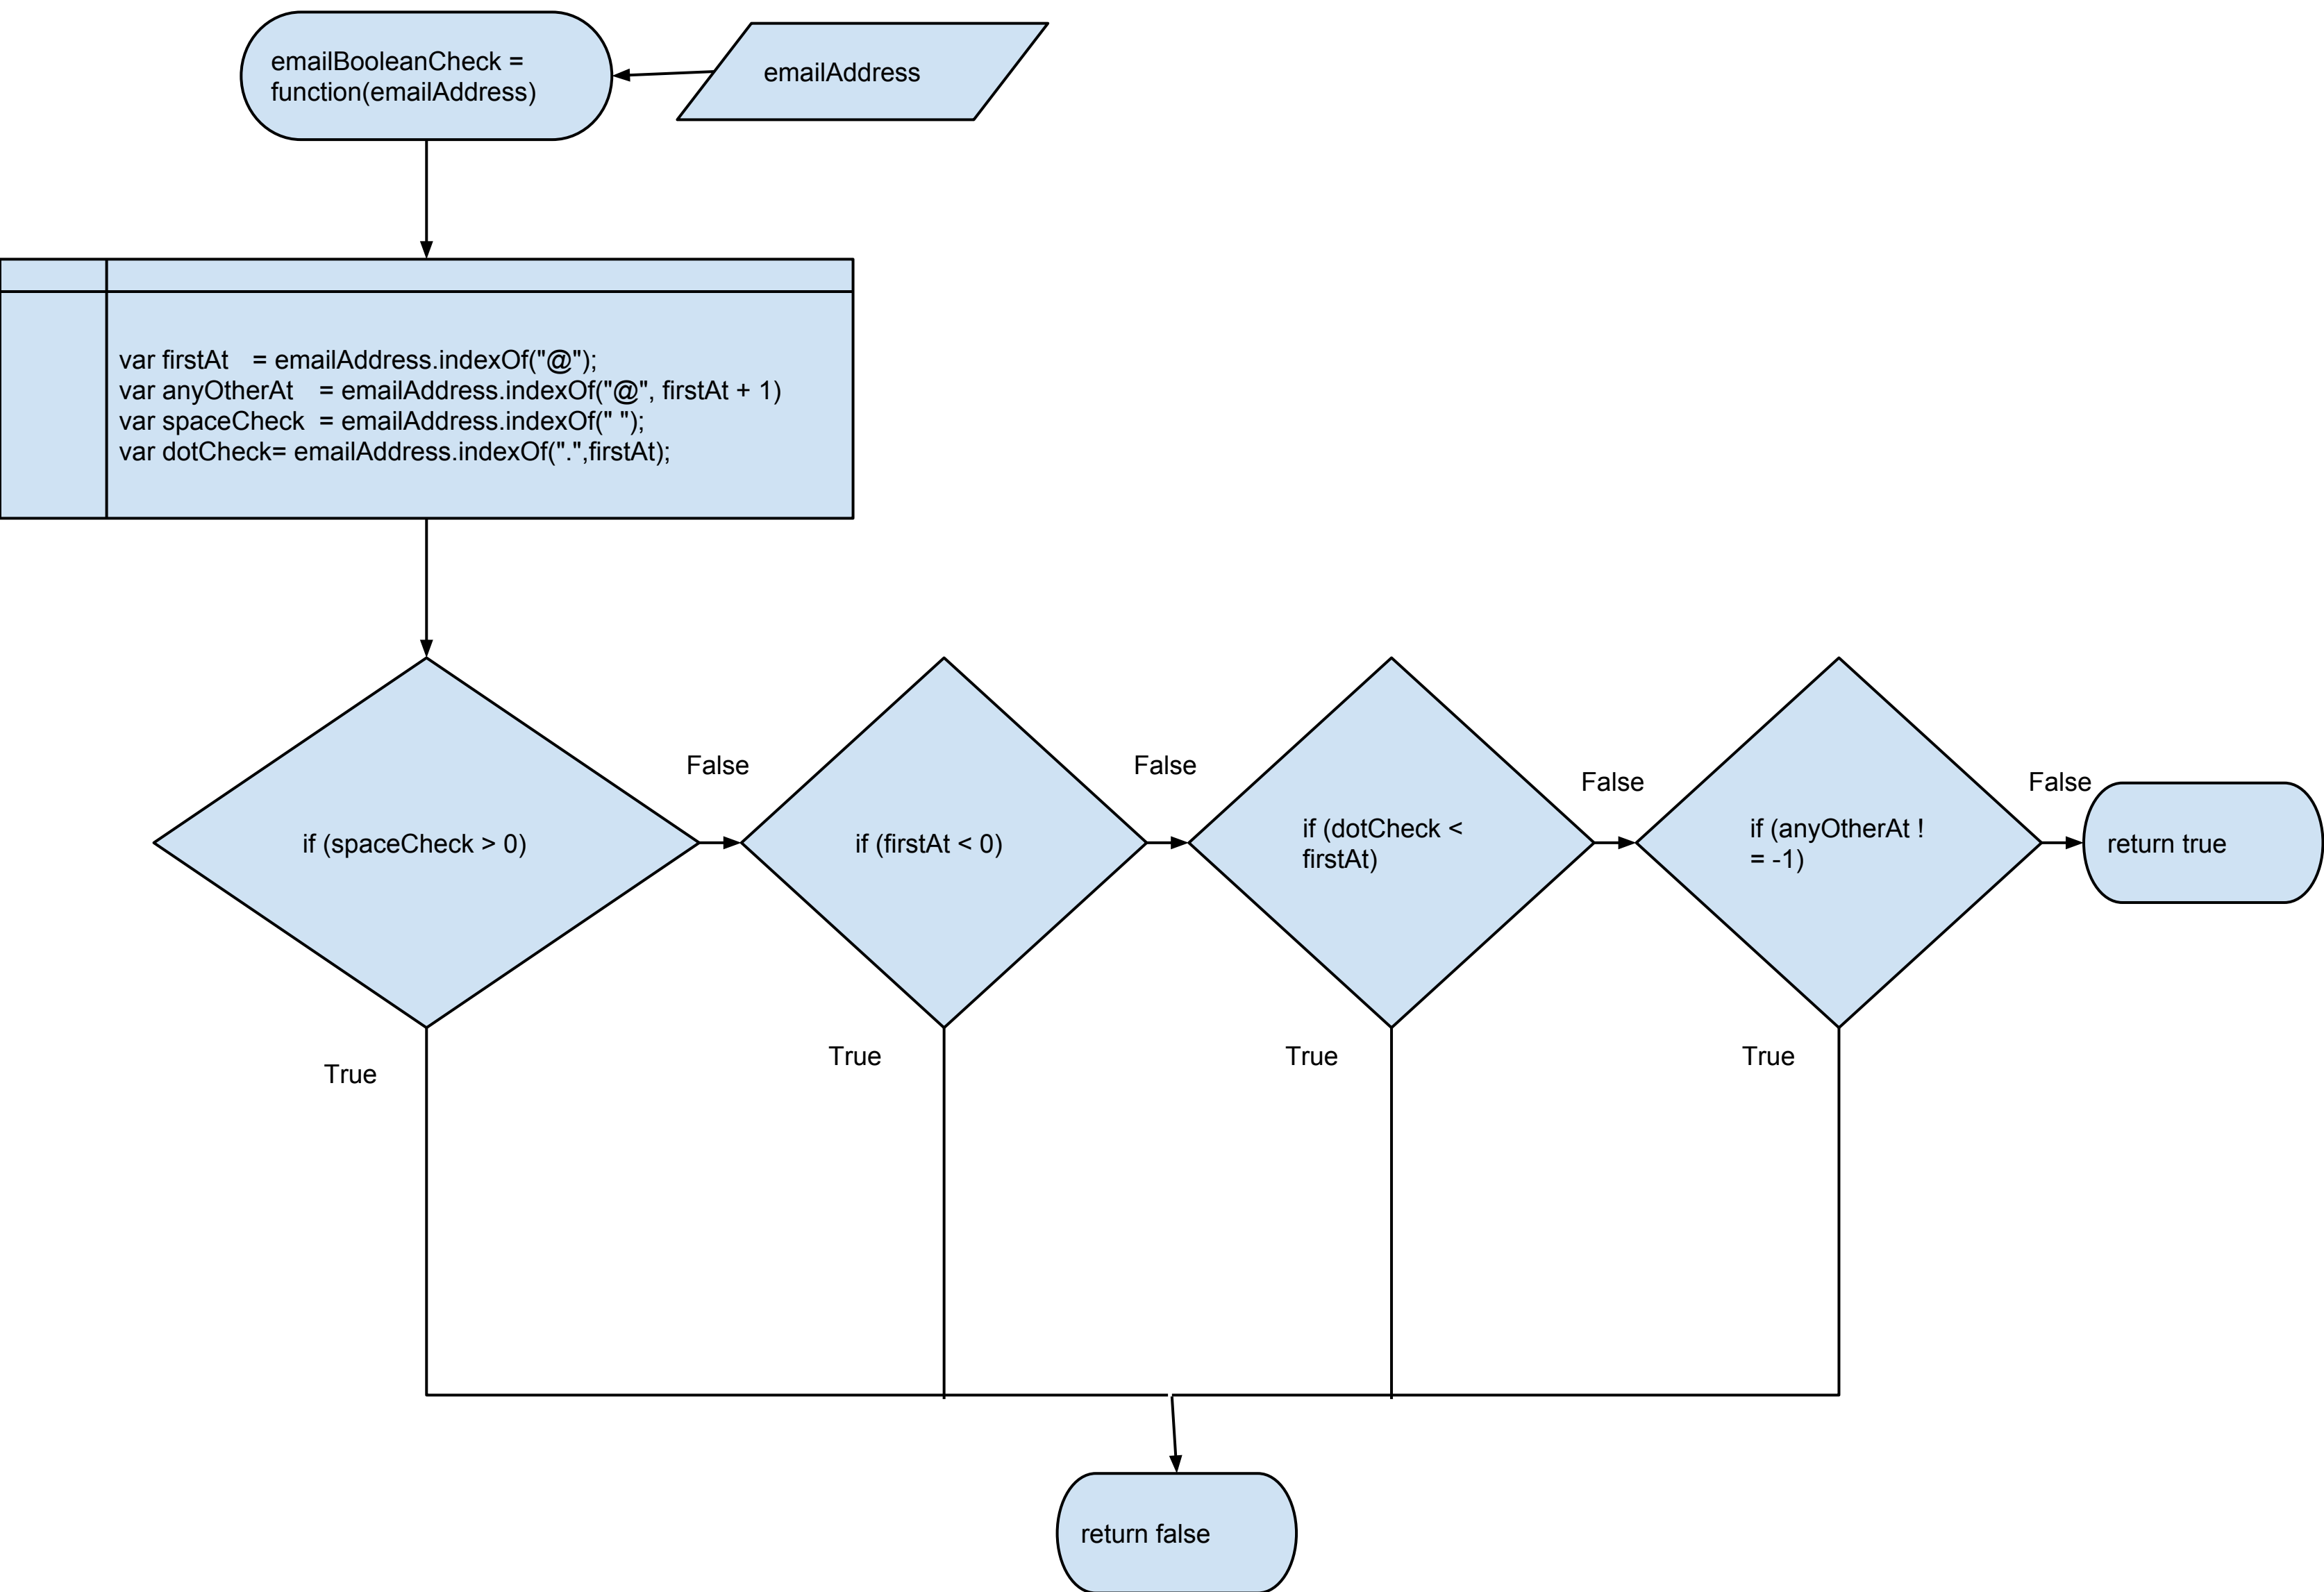 emailBooleanCheck =
function(emailAddress)
emailAddress
var firstAt   = emailAddress.indexOf("@");
var anyOtherAt   = emailAddress.indexOf("@", firstAt + 1)
var spaceCheck  = emailAddress.indexOf(" ");
var dotCheck= emailAddress.indexOf(".",firstAt);
if (spaceCheck > 0)
False
if (firstAt < 0)
False
if (dotCheck <
firstAt)
False
if (anyOtherAt !
= -1)
False
return true
True
True
True
True
return false